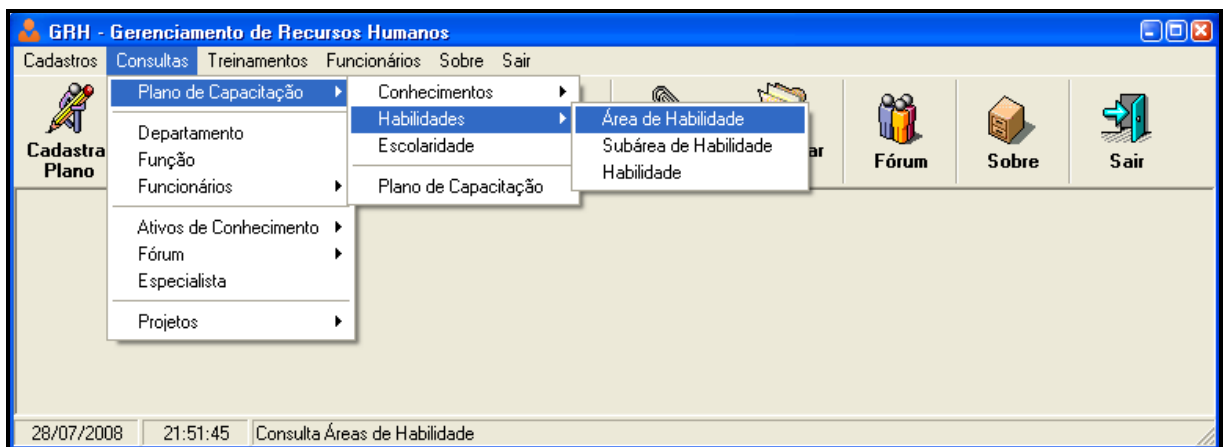 GRH - Gerenciamento de Recursos Humanos
Cadastros Consultas Treinamentos Funcionários Sobre Sair
Cadastra
Plano
Fórum
Sobre
Sair
Plano de Capacitação
Departamento
Função
Funcionários
Ativos de Conhecimento
Fórum
Especialista
Projetos
Conhecimentos
Habilidades
Escolaridade
Plano de Capacitação
Área de Habilidade
Subárea de Habilidade
Habilidade
28/07/2008 21:51:45 Consulta Áreas de Habilidade